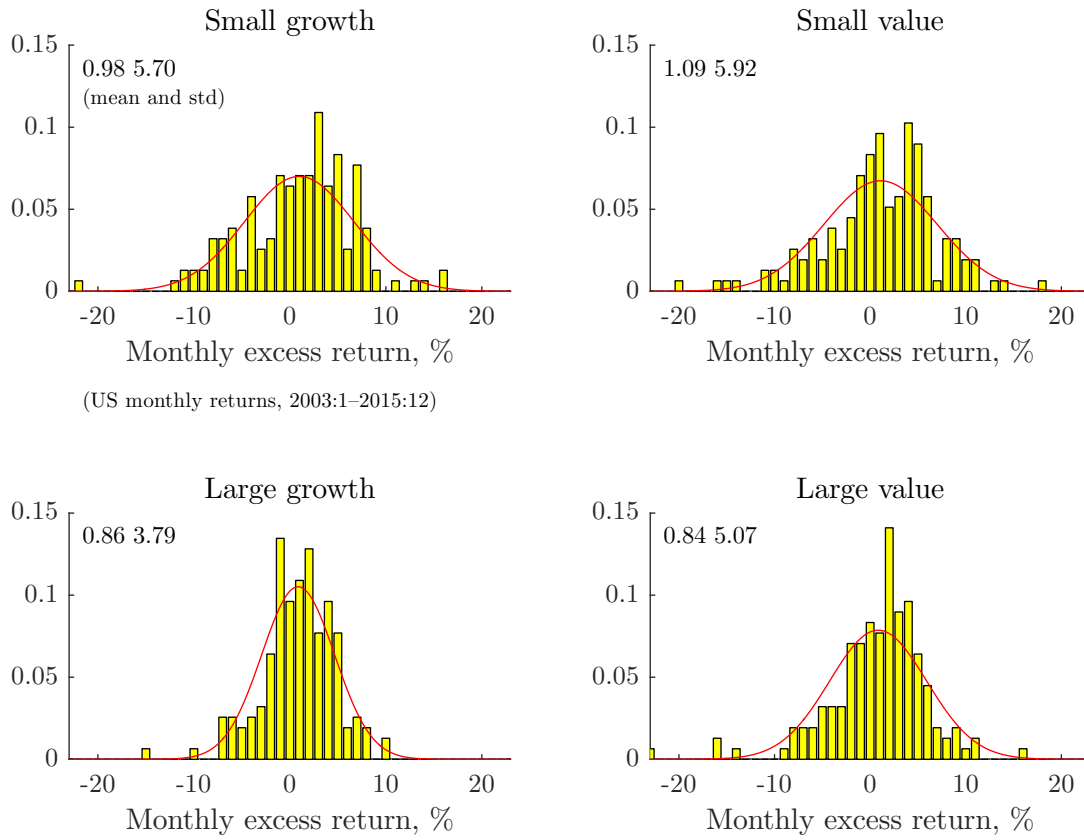 Small growth
0.15
0.98 5.70
(mean and std)
0.1
0.05
0
-20 -10 0 10 20
Monthly excess return, %
(US monthly returns, 2003:1–2015:12)
Small value
0.15
1.09 5.92
0.1
0.05
0
-20 -10 0 10 20
Monthly excess return, %
Large growth
0.15
0.86 3.79
0.1
0.05
0
-20 -10 0 10 20
Monthly excess return, %
Large value
0.15
0.84 5.07
0.1
0.05
0
-20 -10 0 10 20
Monthly excess return, %